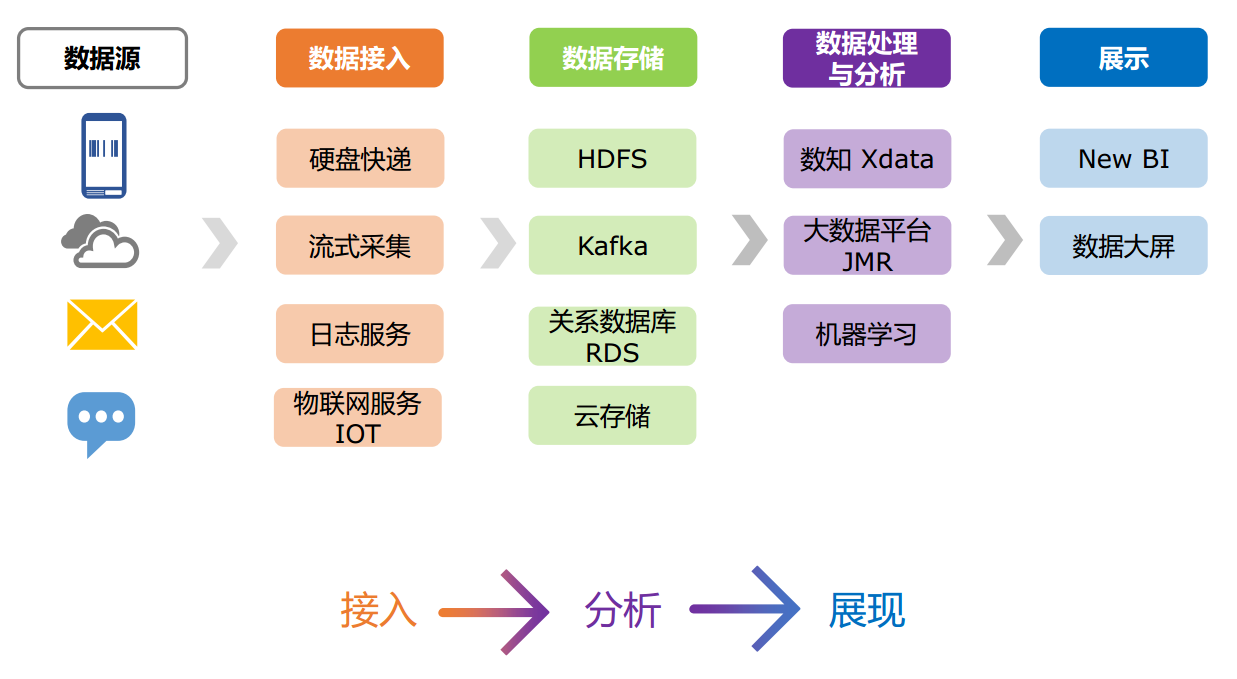 数据源
数据接入
数据存储
数据处理
与分析
展示
硬盘快递
HDFS
数知 Xdata
New BI
流式采集
Kafka
大数据平台
JMR
数据大屏
日志服务
关系数据库
RDS
机器学习
物联网服务
IOT
云存储
接入
分析
展现